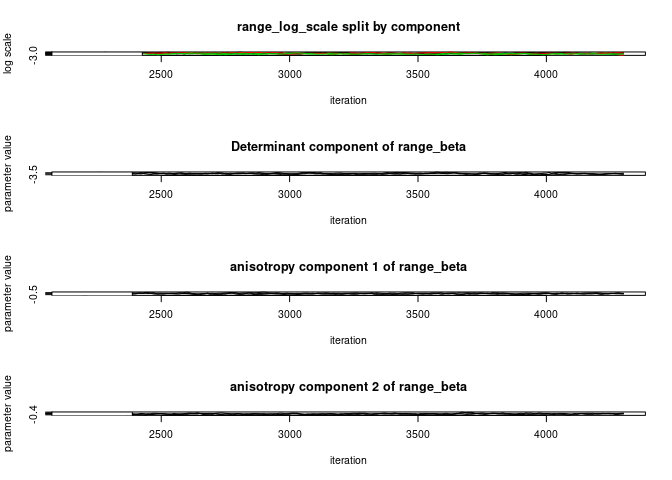 range_log_scale split by component
log scale
-3.0
2500 3000 3500 4000
iteration
Determinant component of range_beta
parameter value
-3.5
2500 3000 3500 4000
iteration
anisotropy component 1 of range_beta
parameter value
-0.5
2500 3000 3500 4000
iteration
anisotropy component 2 of range_beta
parameter value
-0.4
2500 3000 3500 4000
iteration